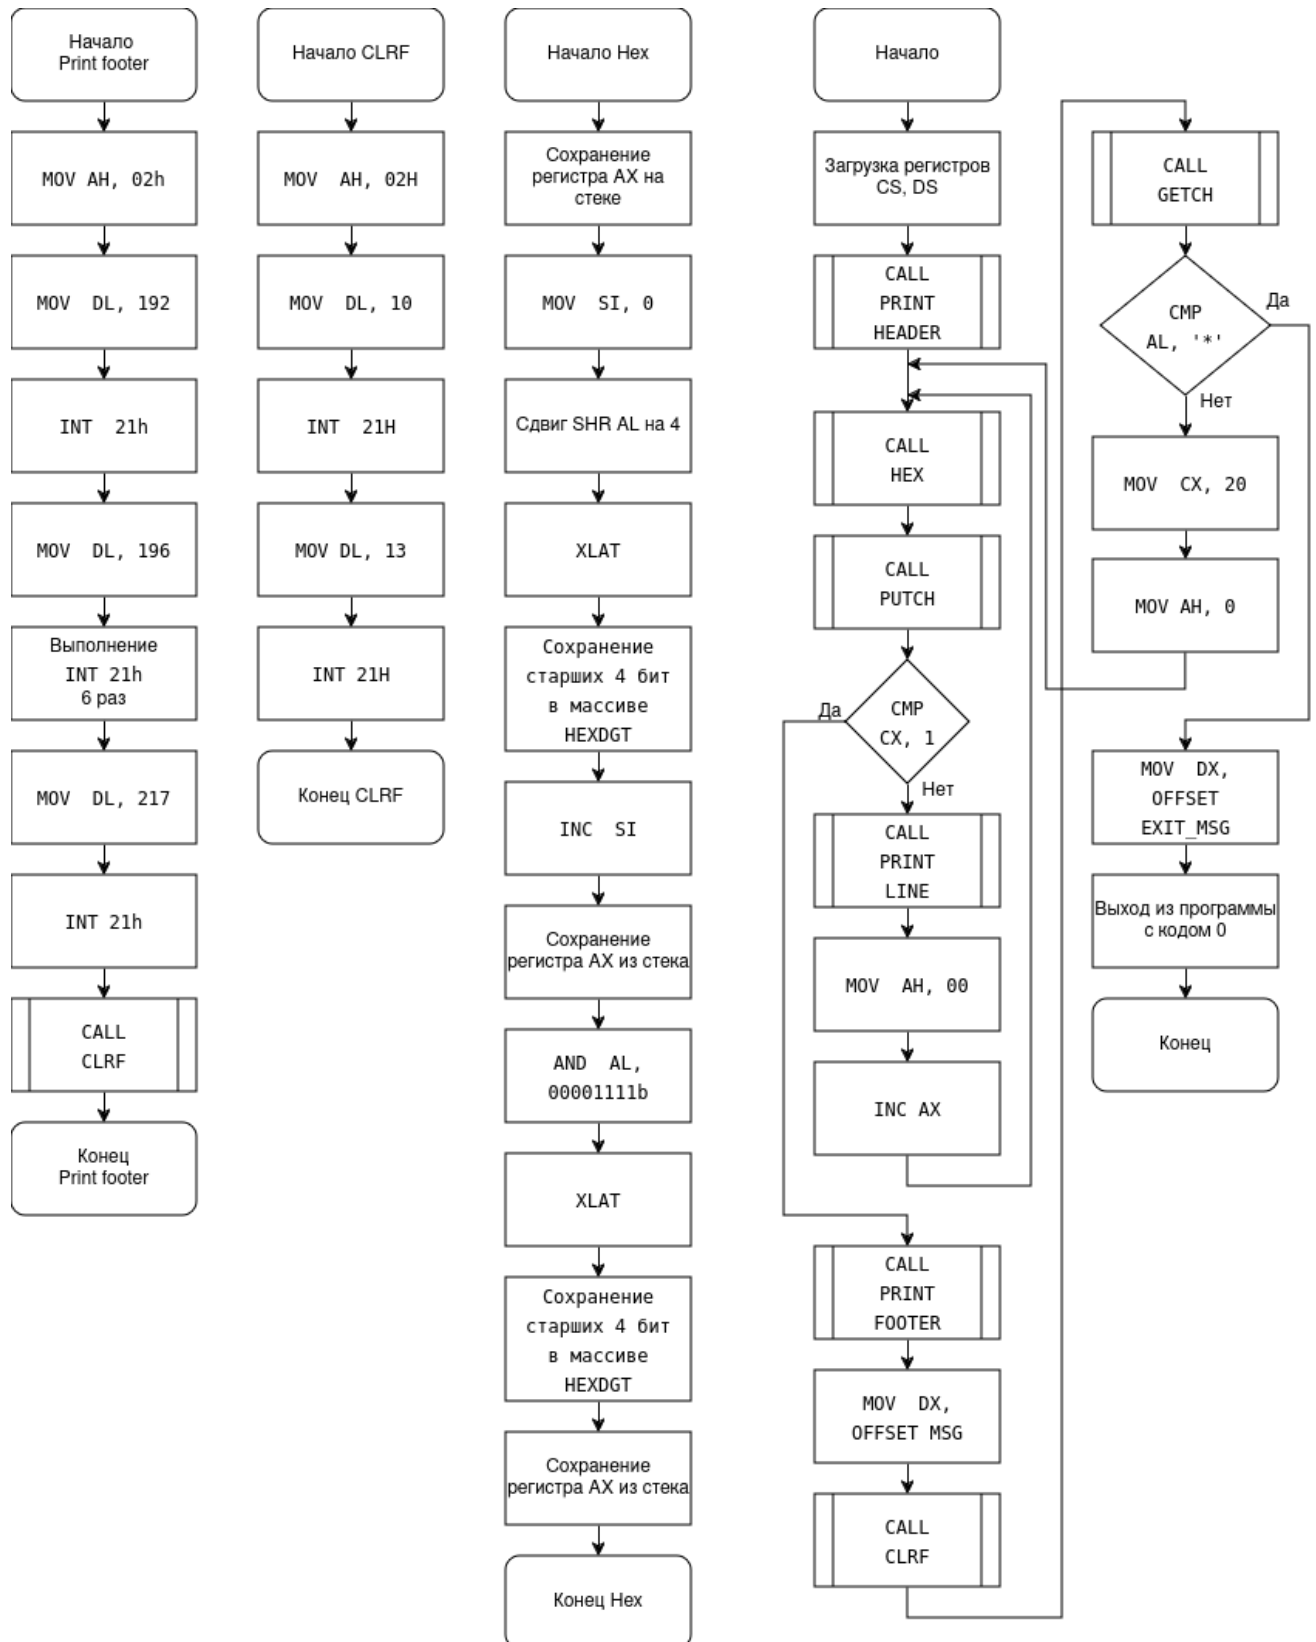 Начало
Print footer
MOV AH, 02h
MOV DL, 192
INT 21h
MOV DL, 196
Выполнение
INT 21h
6 раз
MOV DL, 217
INT 21h
CALL
CLRF
Конец
Print footer
Начало CLRF
MOV AH, 02H
MOV DL, 10
INT 21H
MOV DL, 13
INT 21H
Конец CLRF
Начало Hex
Сохранение
регистра AX на
стеке
MOV SI, 0
Сдвиг SHR AL на 4
XLAT
Сохранение
старших 4 бит
в массиве
HEXDGT
INC SI
Сохранение
регистра AX из стека
AND AL,
00001111b
XLAT
Сохранение
старших 4 бит
в массиве
HEXDGT
Сохранение
регистра AX из стека
Конец Hex
Начало
Загрузка регистров
CS, DS
CALL
PRINT
HEADER
CALL
HEX
CALL
PUTCH
CMP
CX, 1
Да
Нет
CALL
PRINT
LINE
MOV AH, 00
INC AX
CALL
PRINT
FOOTER
MOV DX,
OFFSET MSG
CALL
CLRF
CALL
GETCH
CMP
AL, '*'
Да
Нет
MOV CX, 20
MOV AH, 0
MOV DX,
OFFSET
EXIT_MSG
Выход из программы
с кодом 0
Конец